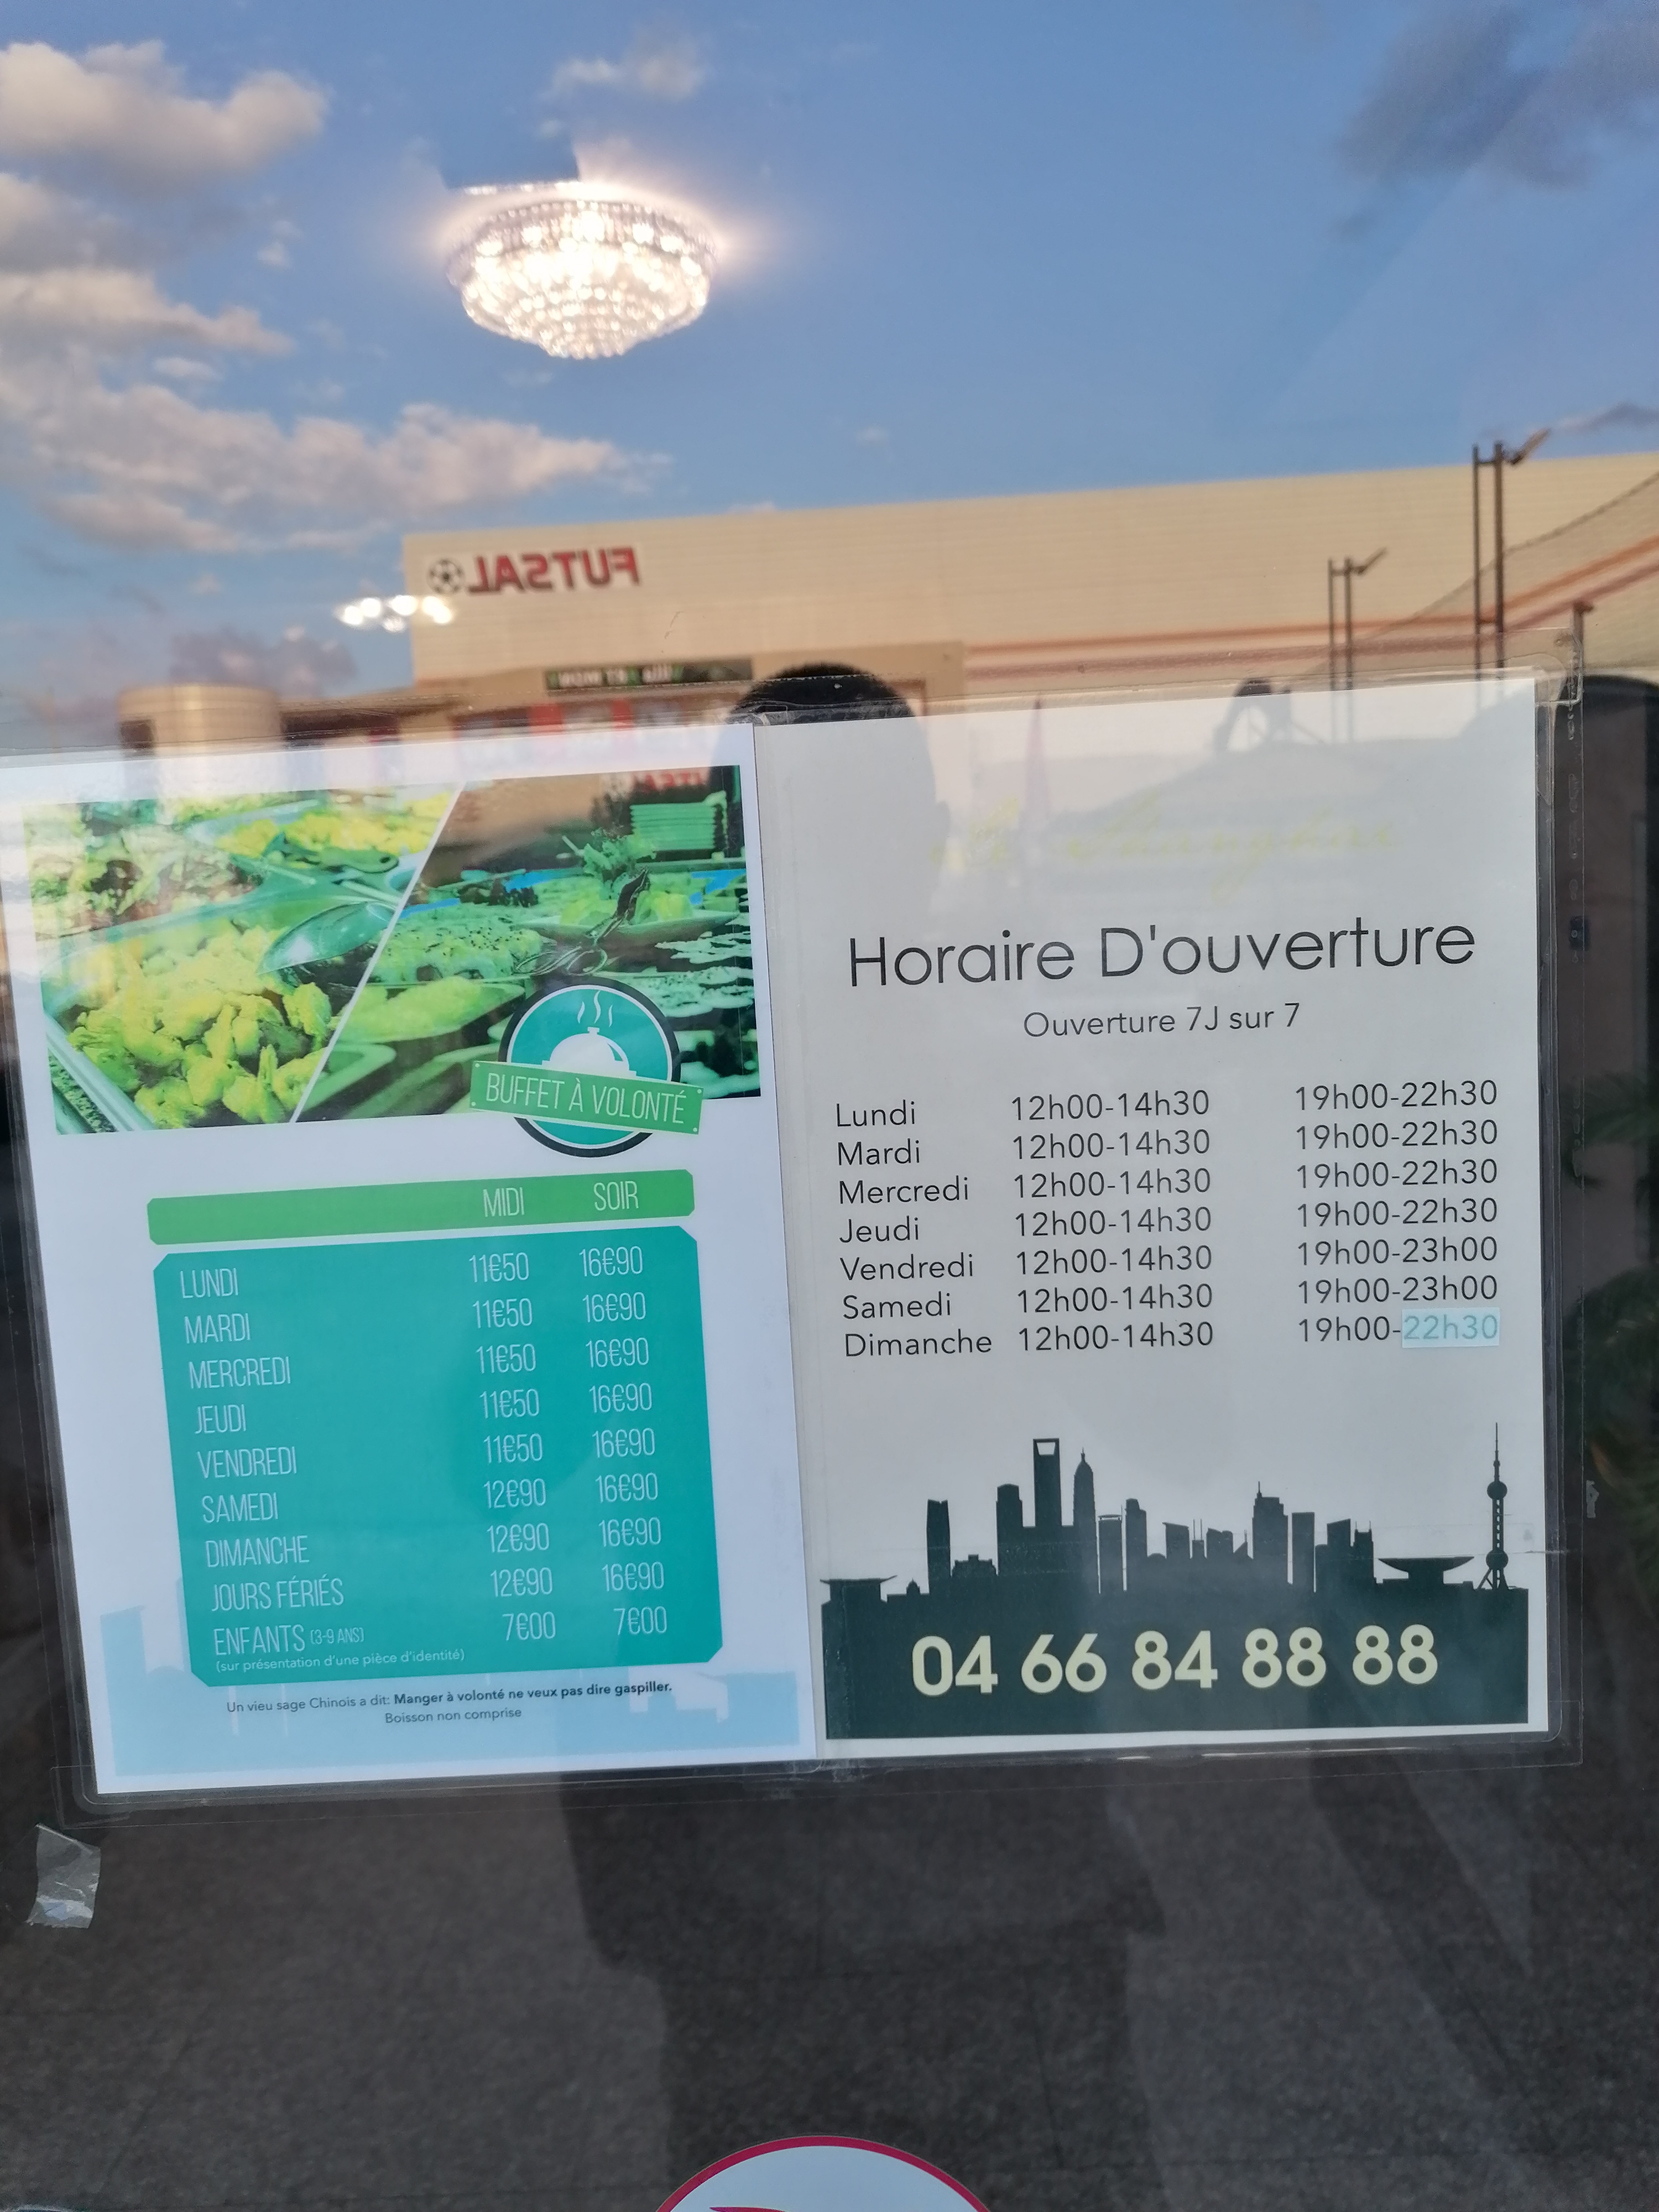 FUTSAL
BUFFET À VOLONTÉ
MIDI SOIR
LUNDI 11€50 16€90
MARDI 11€50 16€90
MERCREDI 11€50 16€90
JEUDI 11€50 16€90
VENDREDI 11€50 16€90
SAMEDI 12€90 16€90
DIMANCHE 12€90 16€90
JOURS FÉRIÉS 12€90 16€90
ENFANTS (3-9 ANS) 7€00 7€00
(sur présentation d'une pièce d'identité)
Un vieu sage Chinois a dit: Manger à volonté ne veux pas dire gaspiller.
Boisson non comprise
Le Shanghai
Horaire D'ouverture
Ouverture 7J sur 7
Lundi 12h00-14h30 19h00-22h30
Mardi 12h00-14h30 19h00-22h30
Mercredi 12h00-14h30 19h00-22h30
Jeudi 12h00-14h30 19h00-22h30
Vendredi 12h00-14h30 19h00-23h00
Samedi 12h00-14h30 19h00-23h00
Dimanche 12h00-14h30 19h00-22h30
04 66 84 88 88